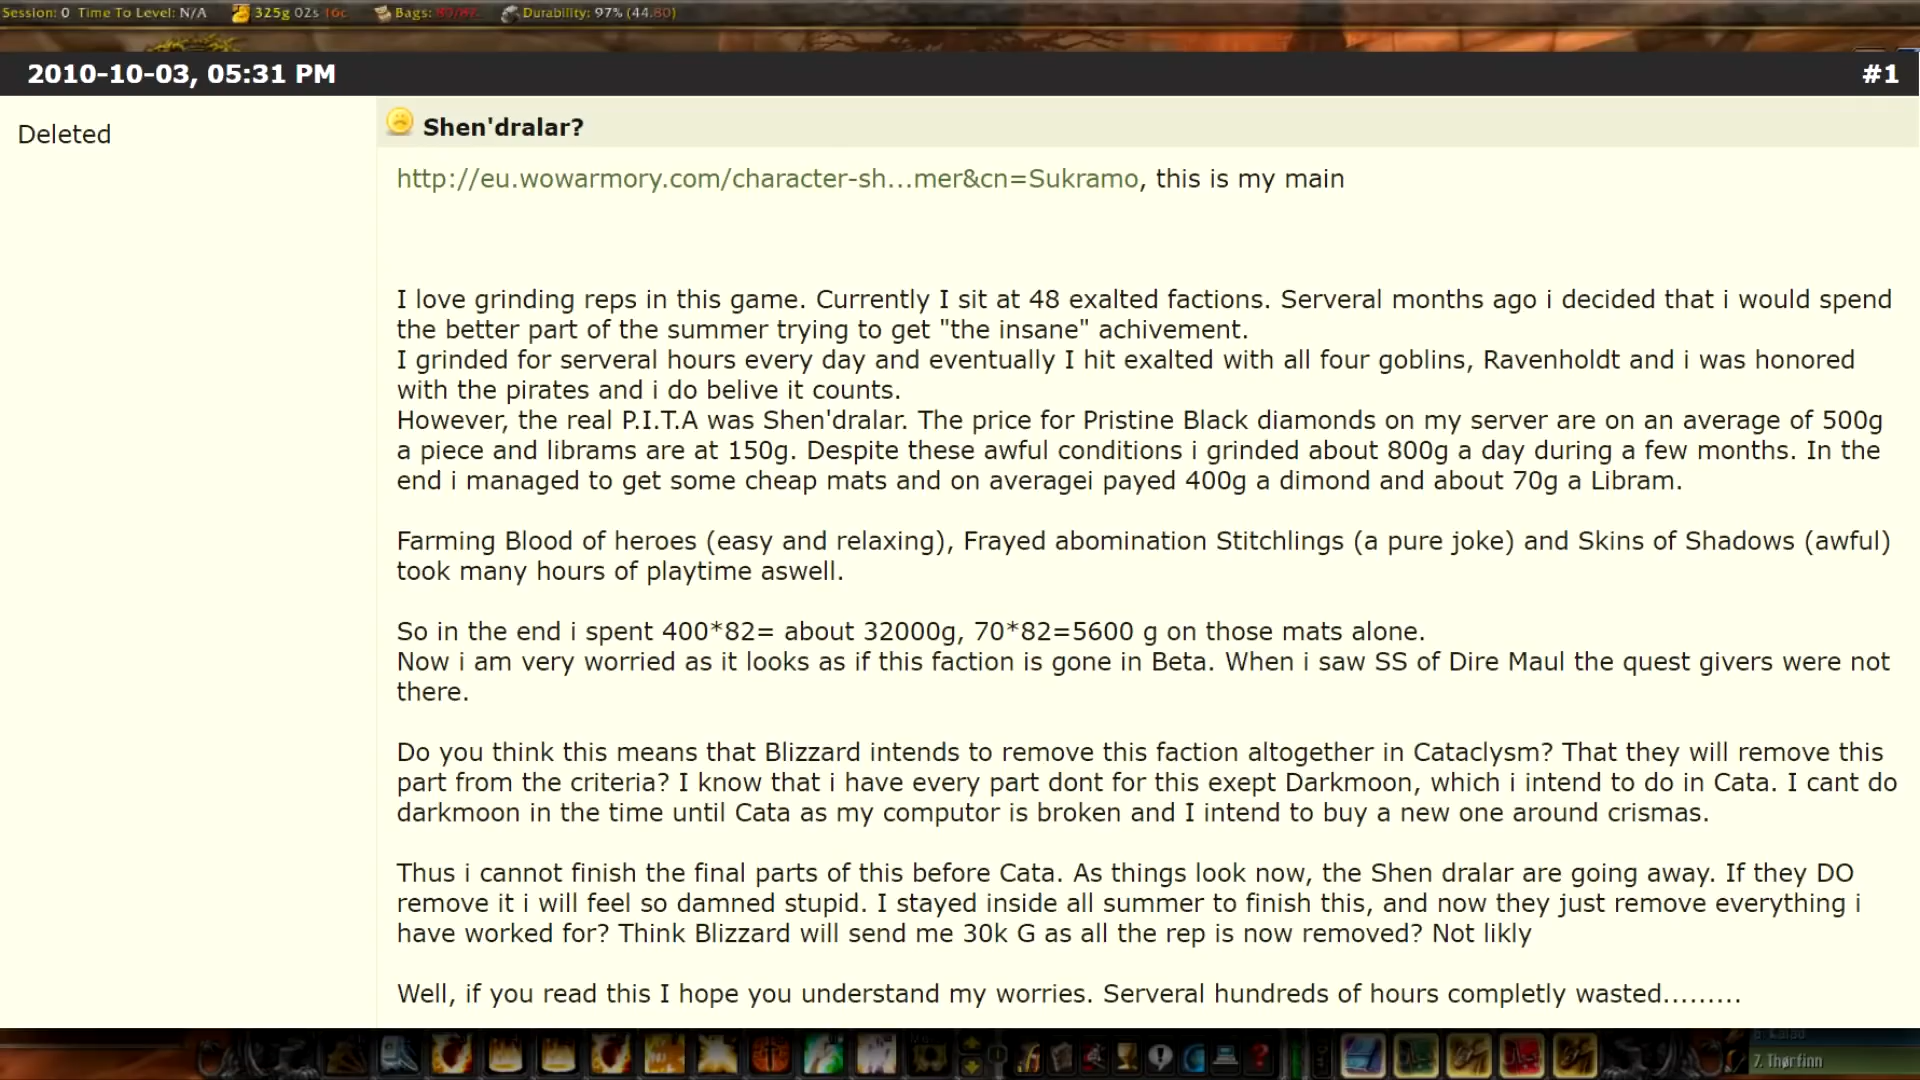 Session: 0 Time To Level: N/A 325g 02s 16c Bags: Durability: 97% (44.80)
2010-10-03, 05:31 PM #1
Deleted
Shen'dralar?
http://eu.wowarmory.com/character-sh...mer&cn=Sukramo, this is my main
I love grinding reps in this game. Currently I sit at 48 exalted factions. Serveral months ago i decided that i would spend
the better part of the summer trying to get "the insane" achivement.
I grinded for serveral hours every day and eventually I hit exalted with all four goblins, Ravenholdt and i was honored
with the pirates and i do belive it counts.
However, the real P.I.T.A was Shen'dralar. The price for Pristine Black diamonds on my server are on an average of 500g
a piece and librams are at 150g. Despite these awful conditions i grinded about 800g a day during a few months. In the
end i managed to get some cheap mats and on averagei payed 400g a dimond and about 70g a Libram.
Farming Blood of heroes (easy and relaxing), Frayed abomination Stitchlings (a pure joke) and Skins of Shadows (awful)
took many hours of playtime aswell.
So in the end i spent 400*82= about 32000g, 70*82=5600 g on those mats alone.
Now i am very worried as it looks as if this faction is gone in Beta. When i saw SS of Dire Maul the quest givers were not
there.
Do you think this means that Blizzard intends to remove this faction altogether in Cataclysm? That they will remove this
part from the criteria? I know that i have every part dont for this exept Darkmoon, which i intend to do in Cata. I cant do
darkmoon in the time until Cata as my computor is broken and I intend to buy a new one around crismas.
Thus i cannot finish the final parts of this before Cata. As things look now, the Shen dralar are going away. If they DO
remove it i will feel so damned stupid. I stayed inside all summer to finish this, and now they just remove everything i
have worked for? Think Blizzard will send me 30k G as all the rep is now removed? Not likly
Well, if you read this I hope you understand my worries. Serveral hundreds of hours completly wasted.........
7. Thørfinn